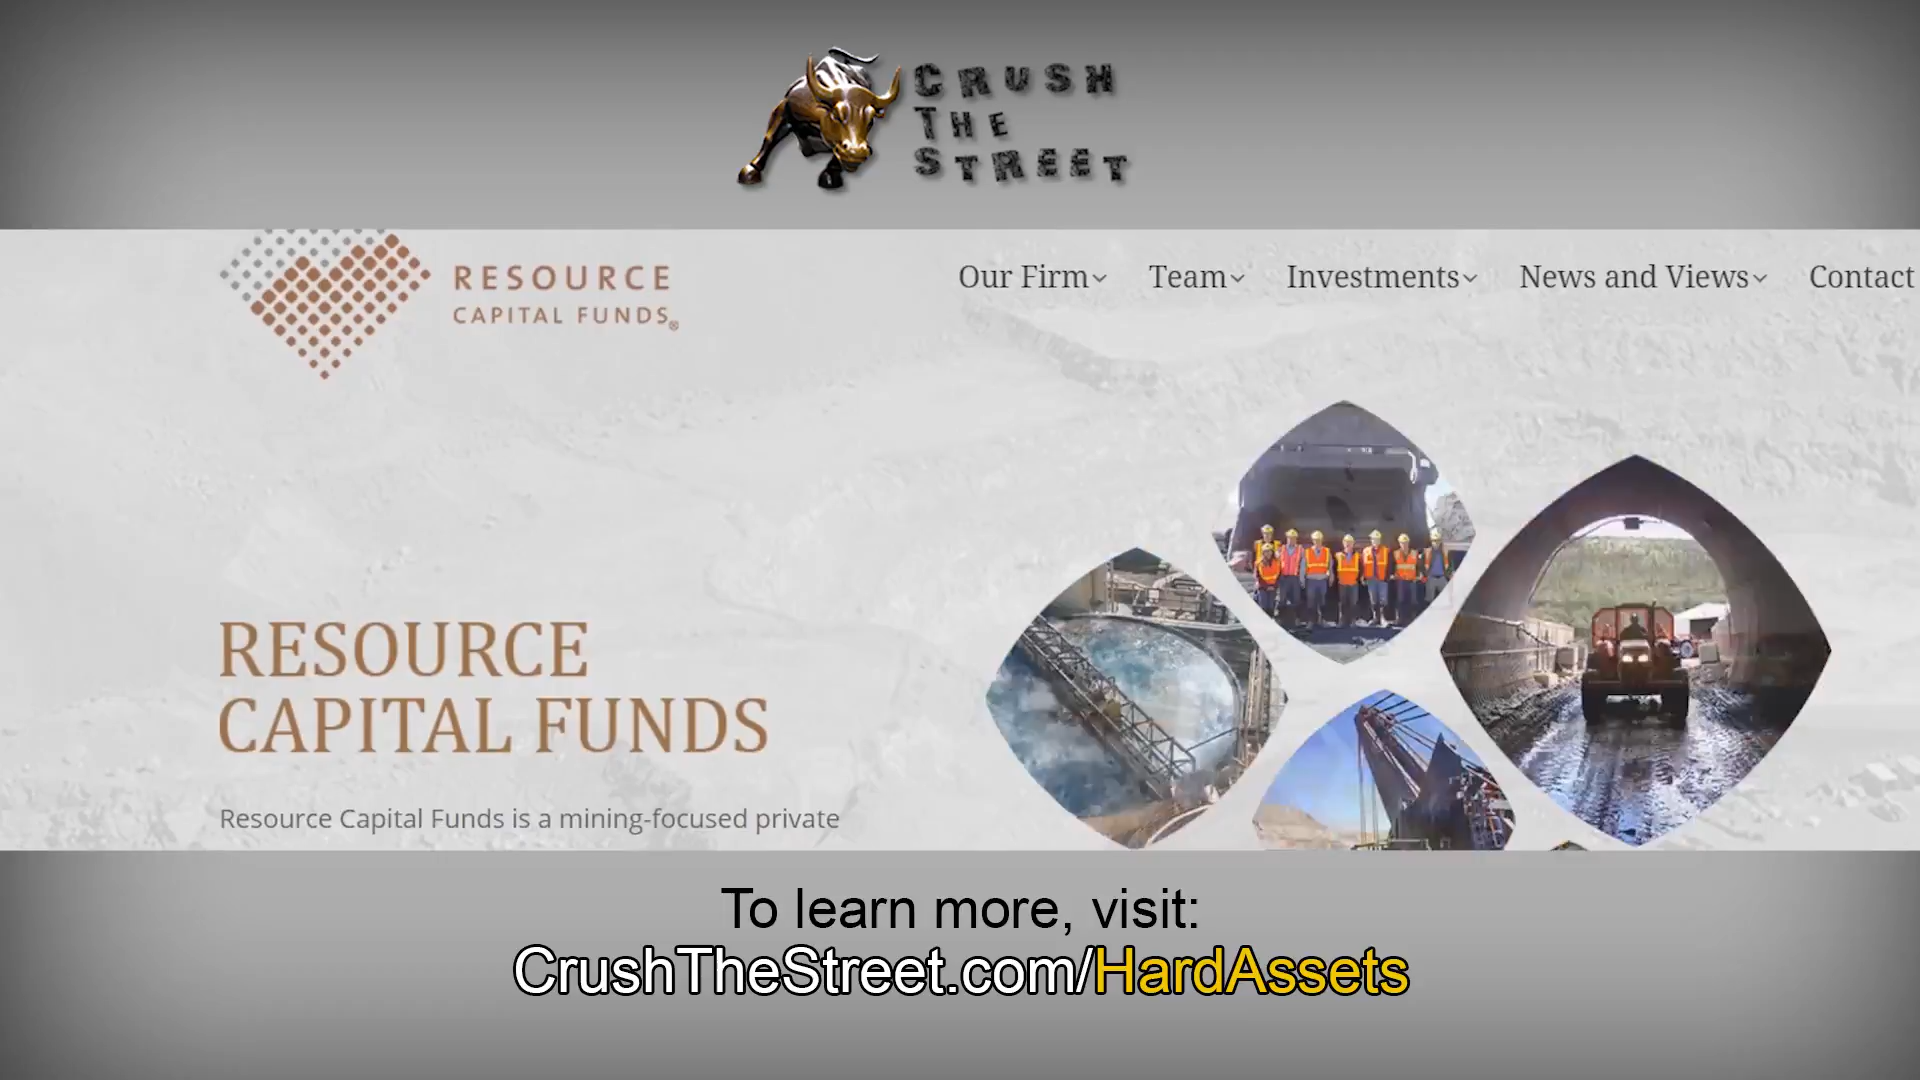 CRUSH
THE
STREET
RESOURCE
CAPITAL FUNDS®
Our Firm Team Investments News and Views Contact
RESOURCE
CAPITAL FUNDS
Resource Capital Funds is a mining-focused private
To learn more, visit:
CrushTheStreet.com/HardAssets